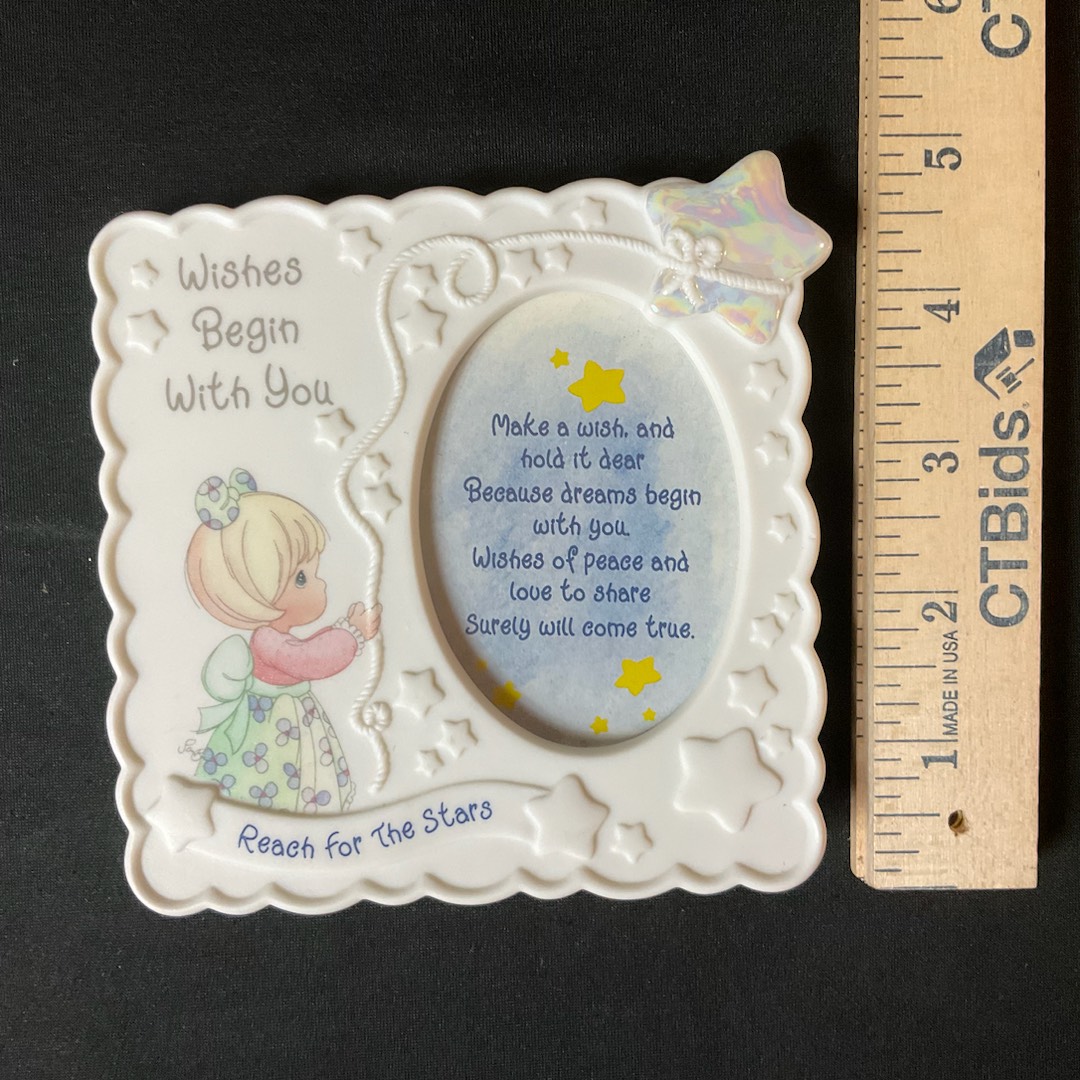 Wishes
Begin
With You
Make a wish, and
hold it dear
Because dreams begin
with you.
Wishes of peace and
love to share
Surely will come true.
Reach for The Stars
6
5
4
3
2
1
MADE IN USA
CTBids
CT